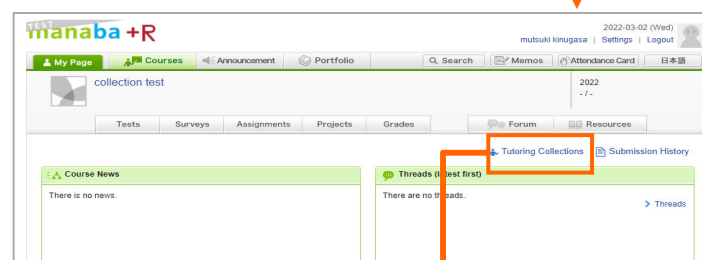 TEST
manaba +R
2022-03-02 (Wed)
mutsuki kinugasa | Settings | Logout
My Page Courses Announcement Portfolio Search Memos Attendance Card 日本語
collection test
2022
- / -
Tests Surveys Assignments Projects Grades Forum Resources
Tutoring Collections Submission History
Course News
Threads (latest first)
There is no news.
There are no threads.
> Threads